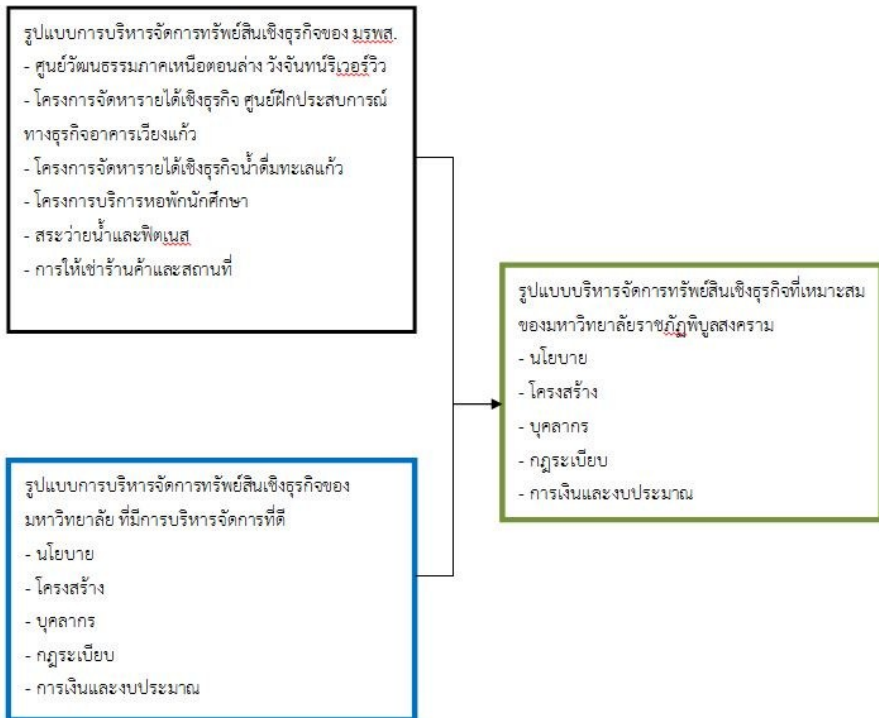 รูปแบบการบริหารจัดการทรัพย์สินเชิงธุรกิจของ มรพส.
- ศูนย์วัฒนธรรมภาคเหนือตอนล่าง วังจันทน์ริเวอร์วิว
- โครงการจัดหารายได้เชิงธุรกิจ ศูนย์ฝึกประสบการณ์
ทางธุรกิจอาคารเวียงแก้ว
- โครงการจัดหารายได้เชิงธุรกิจน้ำดื่มทะเลแก้ว
- โครงการบริการหอพักนักศึกษา
- สระว่ายน้ำและฟิตเนส
- การให้เช่าร้านค้าและสถานที่
รูปแบบการบริหารจัดการทรัพย์สินเชิงธุรกิจของ
มหาวิทยาลัย ที่มีการบริหารจัดการที่ดี
- นโยบาย
- โครงสร้าง
- บุคลากร
- กฎระเบียบ
- การเงินและงบประมาณ
รูปแบบบริหารจัดการทรัพย์สินเชิงธุรกิจที่เหมาะสม
ของมหาวิทยาลัยราชภัฏพิบูลสงคราม
- นโยบาย
- โครงสร้าง
- บุคลากร
- กฎระเบียบ
- การเงินและงบประมาณ